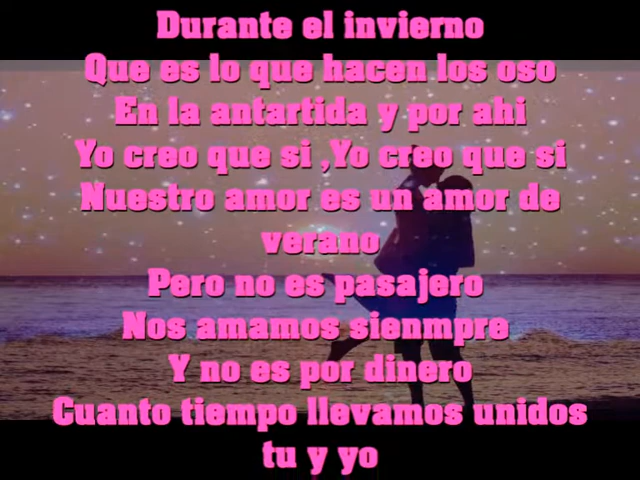 Durante el invierno
Que es lo que hacen los oso
En la antartida y por ahi
Yo creo que si ,Yo creo que si
Nuestro amor es un amor de
verano
Pero no es pasajero
Nos amamos sienmpre
Y no es por dinero
Cuanto tiempo llevamos unidos
tu y yo